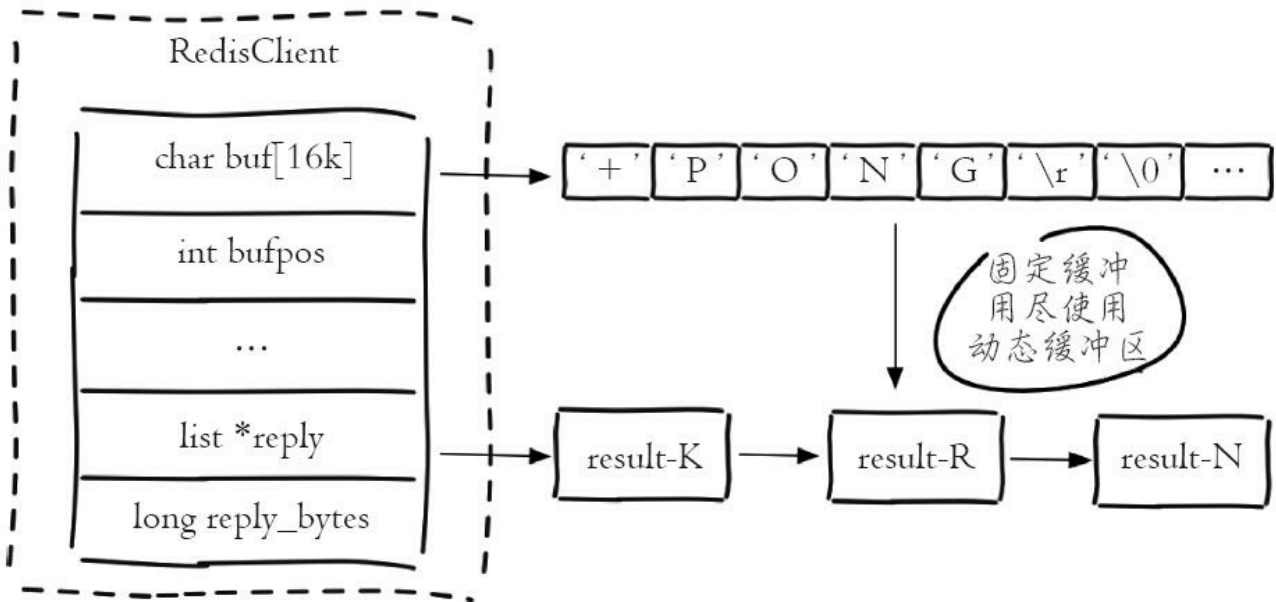 RedisClient
char buf[16k]
int bufpos
…
list *reply
long reply_bytes
‘+’ ‘P’ ‘O’ ‘N’ ‘G’ ‘\r’ ‘\0’ …
固定缓冲
用尽使用
动态缓冲区
result-K
result-R
result-N